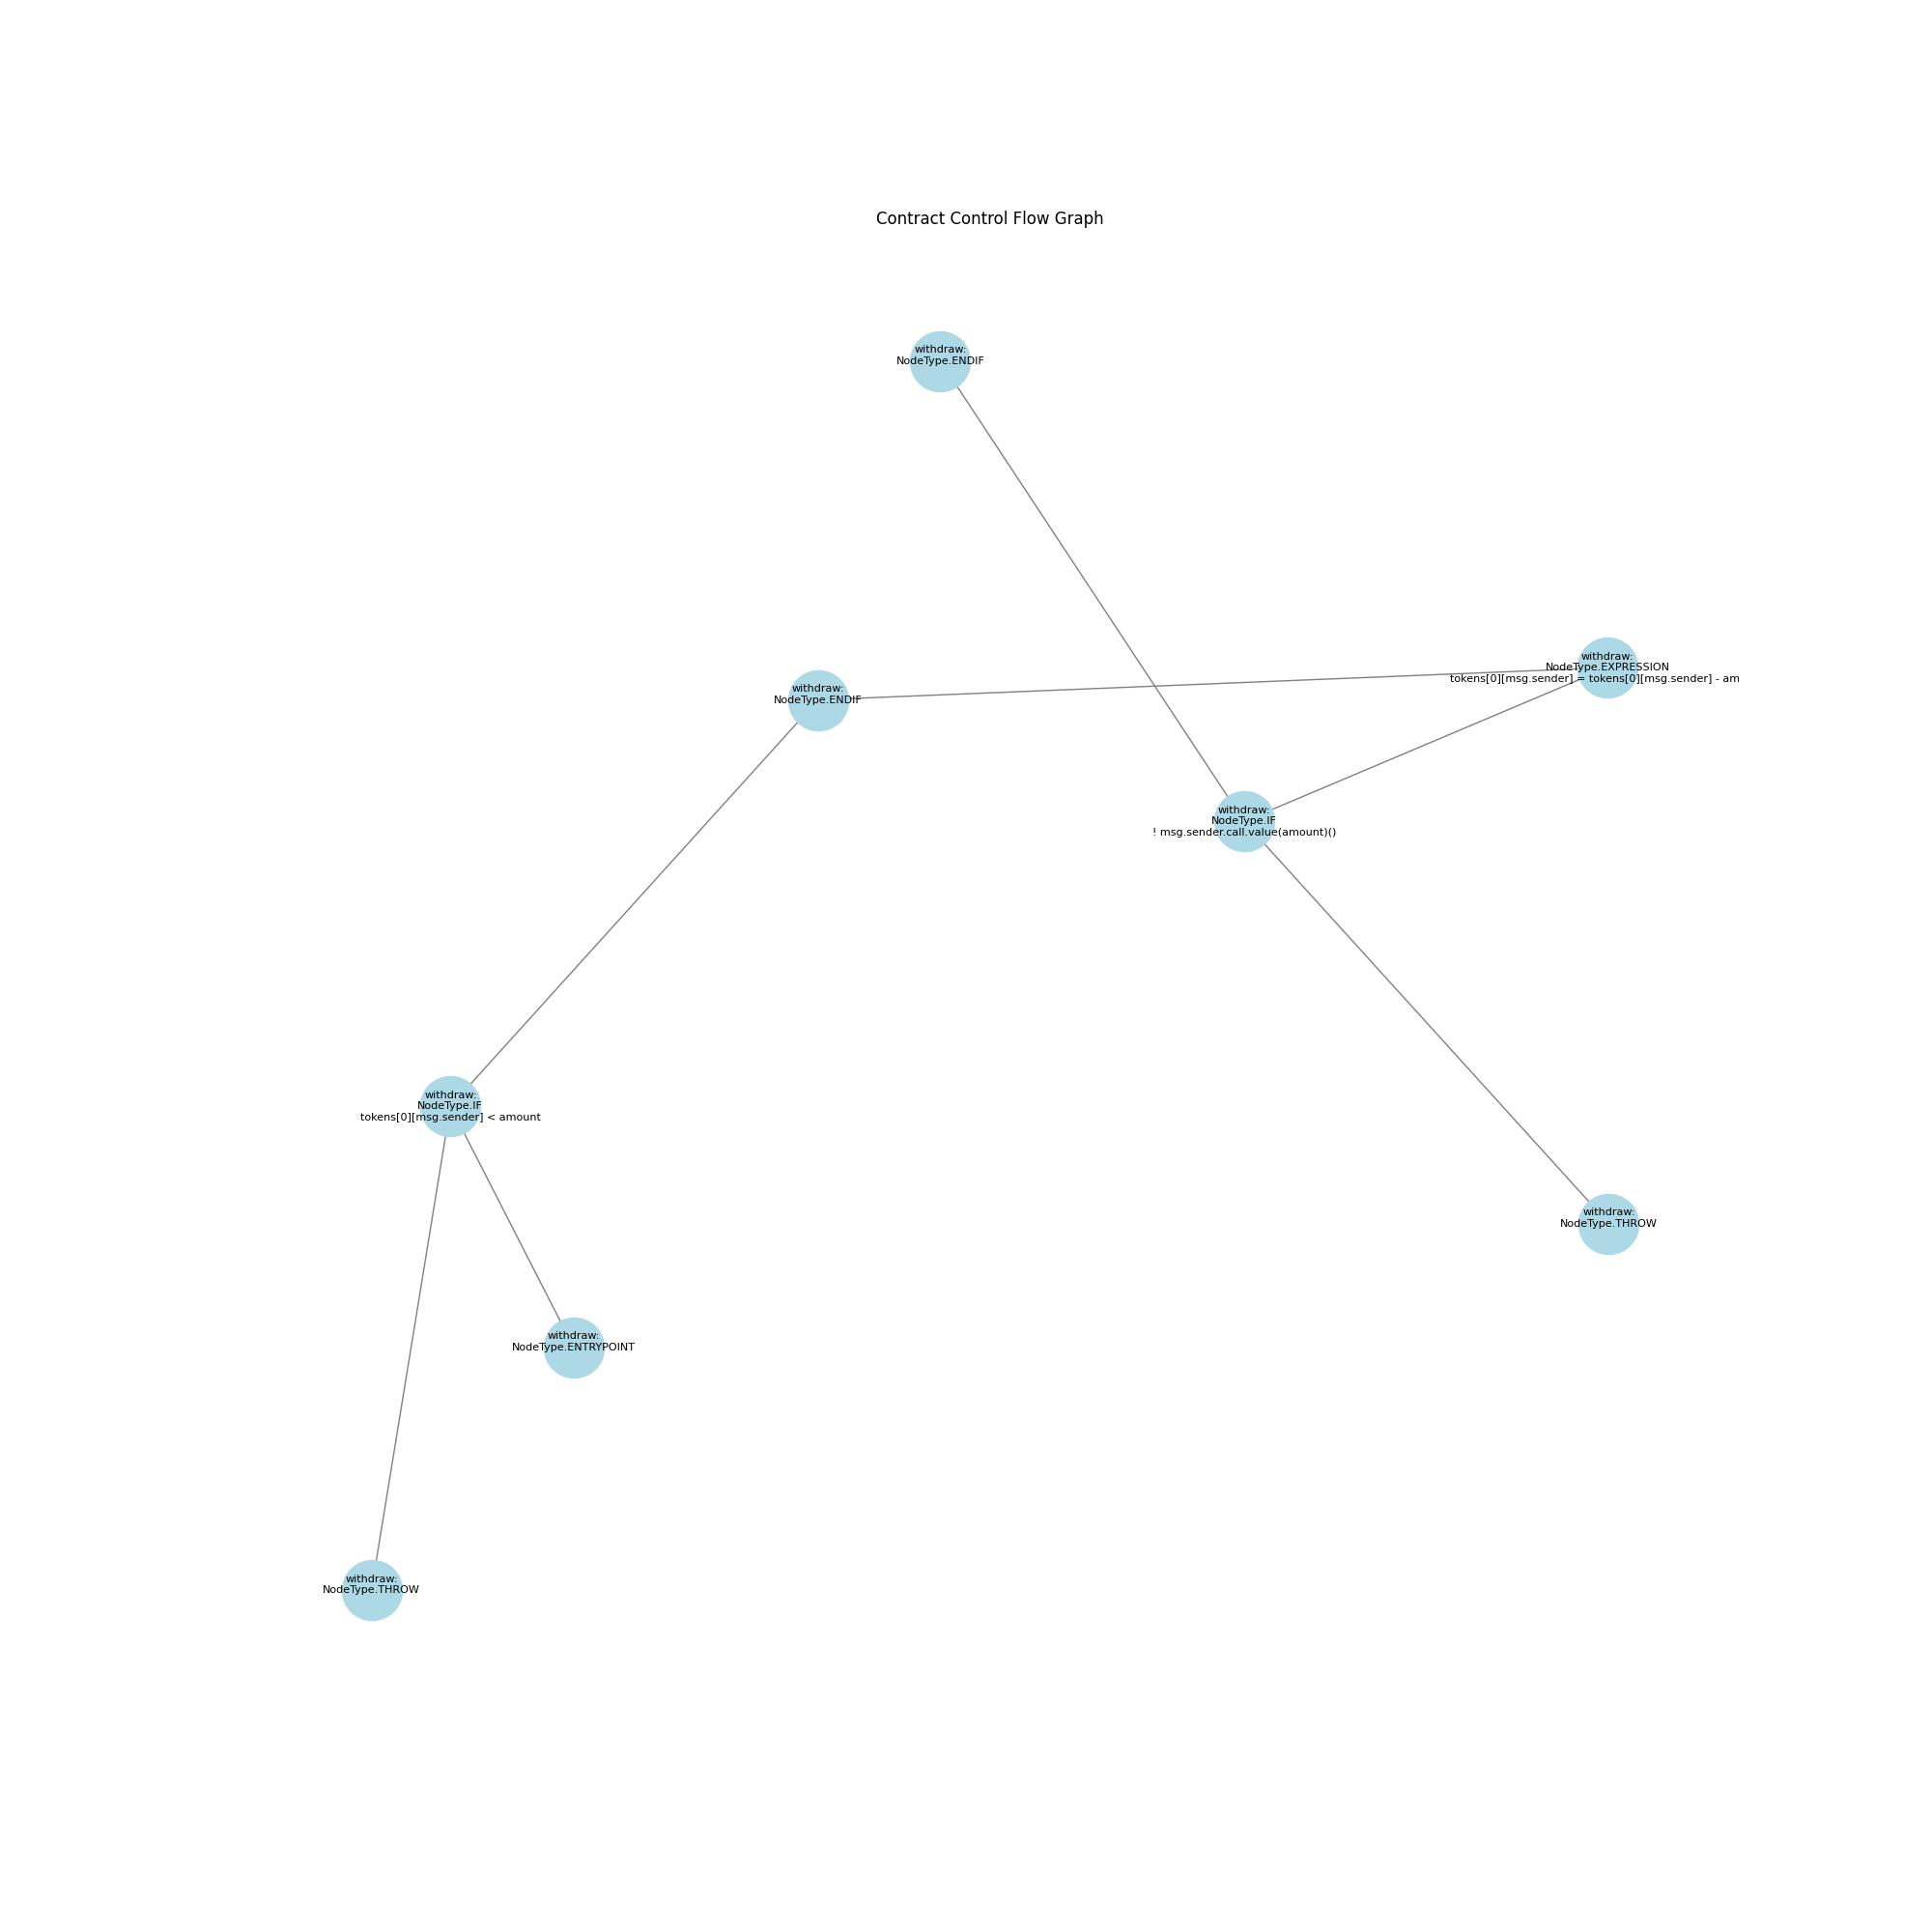 Contract Control Flow Graph
withdraw:
NodeType.ENDIF
withdraw:
NodeType.EXPRESSION
tokens[0][msg.sender] = tokens[0][msg.sender] - am
withdraw:
NodeType.ENDIF
withdraw:
NodeType.IF
! msg.sender.call.value(amount)()
withdraw:
NodeType.IF
tokens[0][msg.sender] < amount
withdraw:
NodeType.THROW
withdraw:
NodeType.ENTRYPOINT
withdraw:
NodeType.THROW